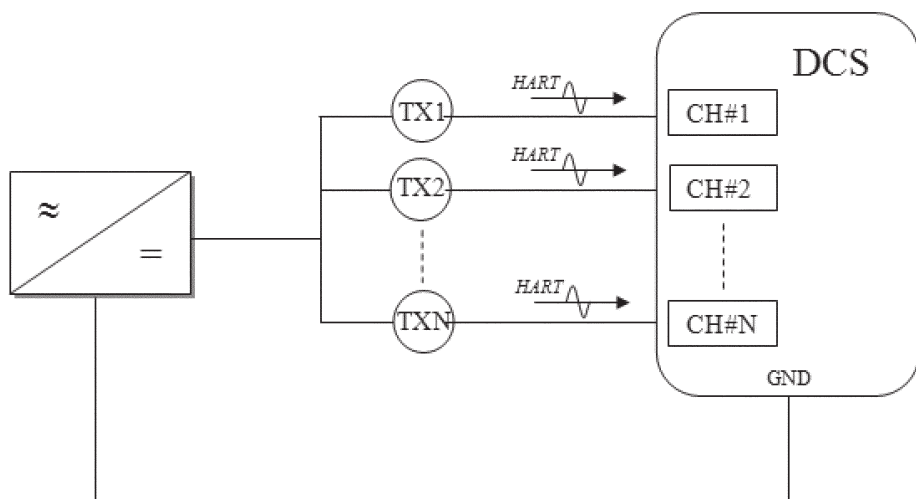 DCS
HART
TX1
CH#1
HART
TX2
CH#2
≈
=
HART
TXN
CH#N
GND